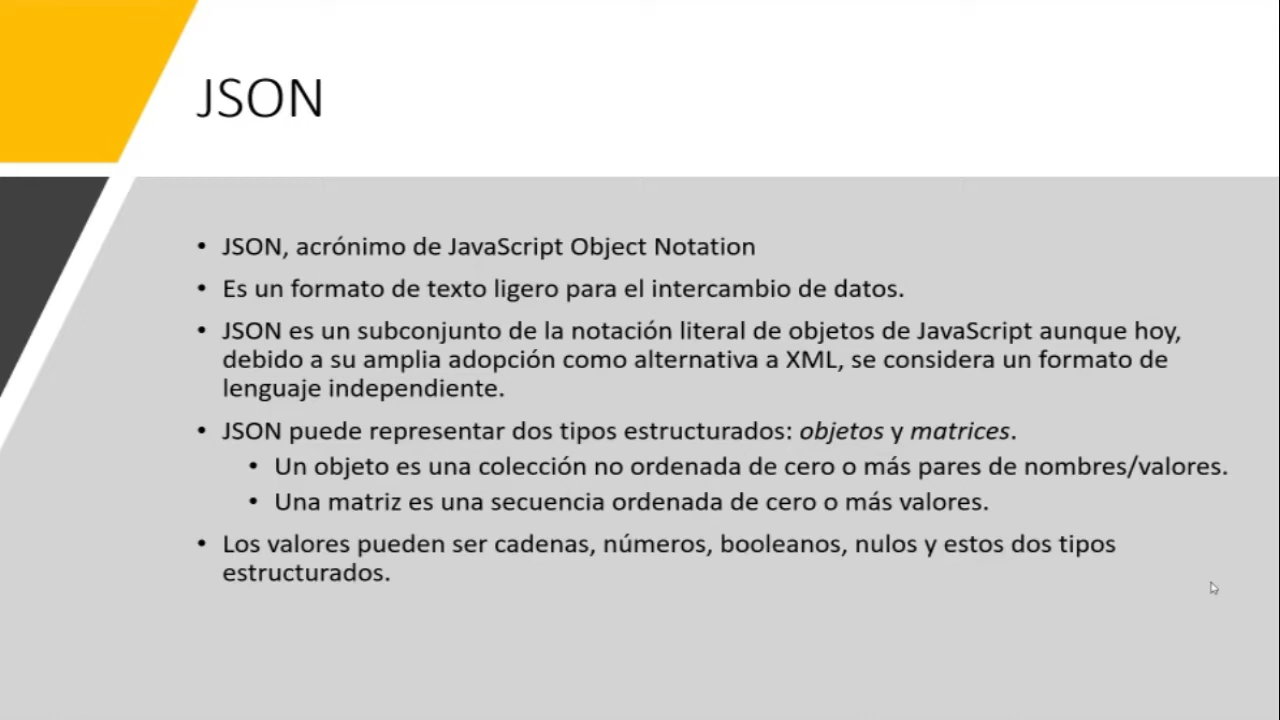 JSON
• JSON, acrónimo de JavaScript Object Notation
• Es un formato de texto ligero para el intercambio de datos.
• JSON es un subconjunto de la notación literal de objetos de JavaScript aunque hoy,
debido a su amplia adopción como alternativa a XML, se considera un formato de
lenguaje independiente.
• JSON puede representar dos tipos estructurados: objetos y matrices.
• Un objeto es una colección no ordenada de cero o más pares de nombres/valores.
• Una matriz es una secuencia ordenada de cero o más valores.
• Los valores pueden ser cadenas, números, booleanos, nulos y estos dos tipos
estructurados.